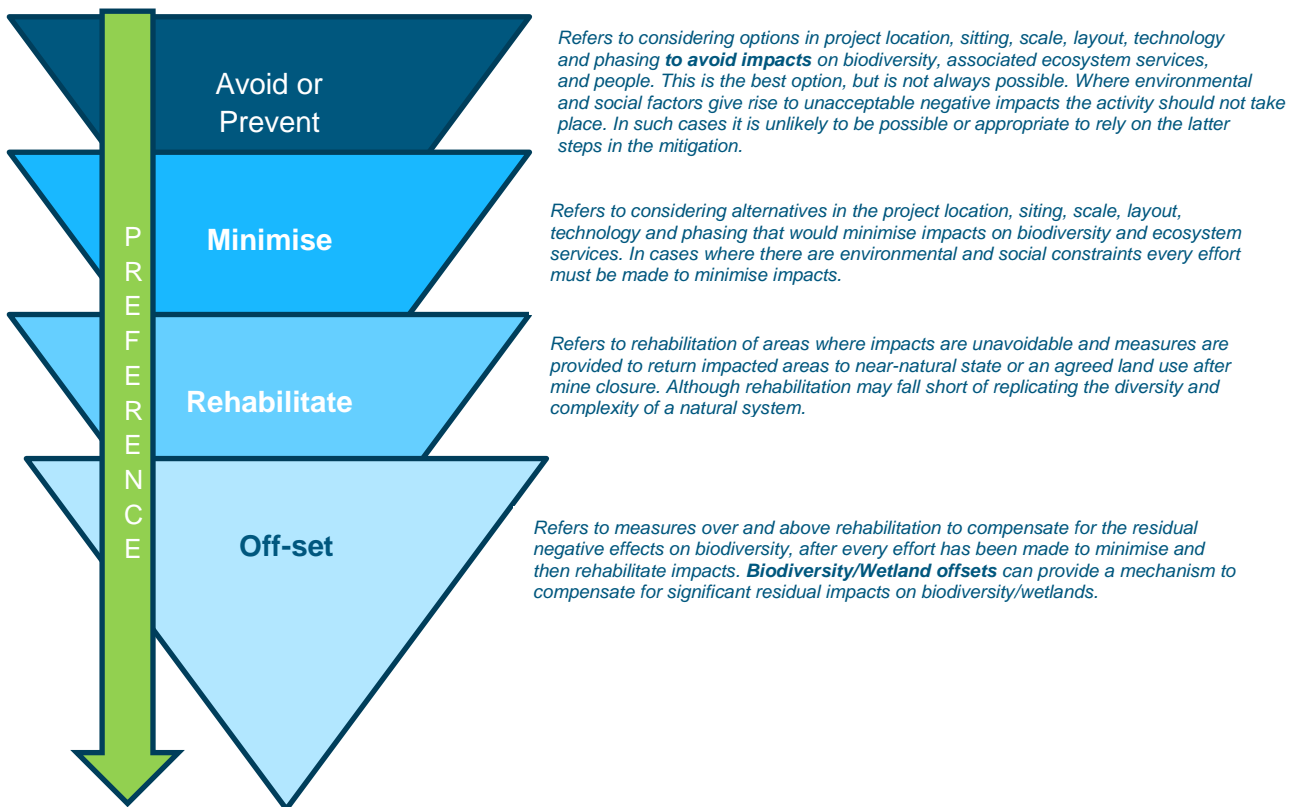 Avoid or
Prevent
Refers to considering options in project location, sitting, scale, layout, technology
and phasing to avoid impacts on biodiversity, associated ecosystem services,
and people. This is the best option, but is not always possible. Where environmental
and social factors give rise to unacceptable negative impacts the activity should not take
place. In such cases it is unlikely to be possible or appropriate to rely on the latter
steps in the mitigation.
PREFERENCE
Minimise
Refers to considering alternatives in the project location, siting, scale, layout,
technology and phasing that would minimise impacts on biodiversity and ecosystem
services. In cases where there are environmental and social constraints every effort
must be made to minimise impacts.
Rehabilitate
Refers to rehabilitation of areas where impacts are unavoidable and measures are
provided to return impacted areas to near-natural state or an agreed land use after
mine closure. Although rehabilitation may fall short of replicating the diversity and
complexity of a natural system.
Off-set
Refers to measures over and above rehabilitation to compensate for the residual
negative effects on biodiversity, after every effort has been made to minimise and
then rehabilitate impacts. Biodiversity/Wetland offsets can provide a mechanism to
compensate for significant residual impacts on biodiversity/wetlands.